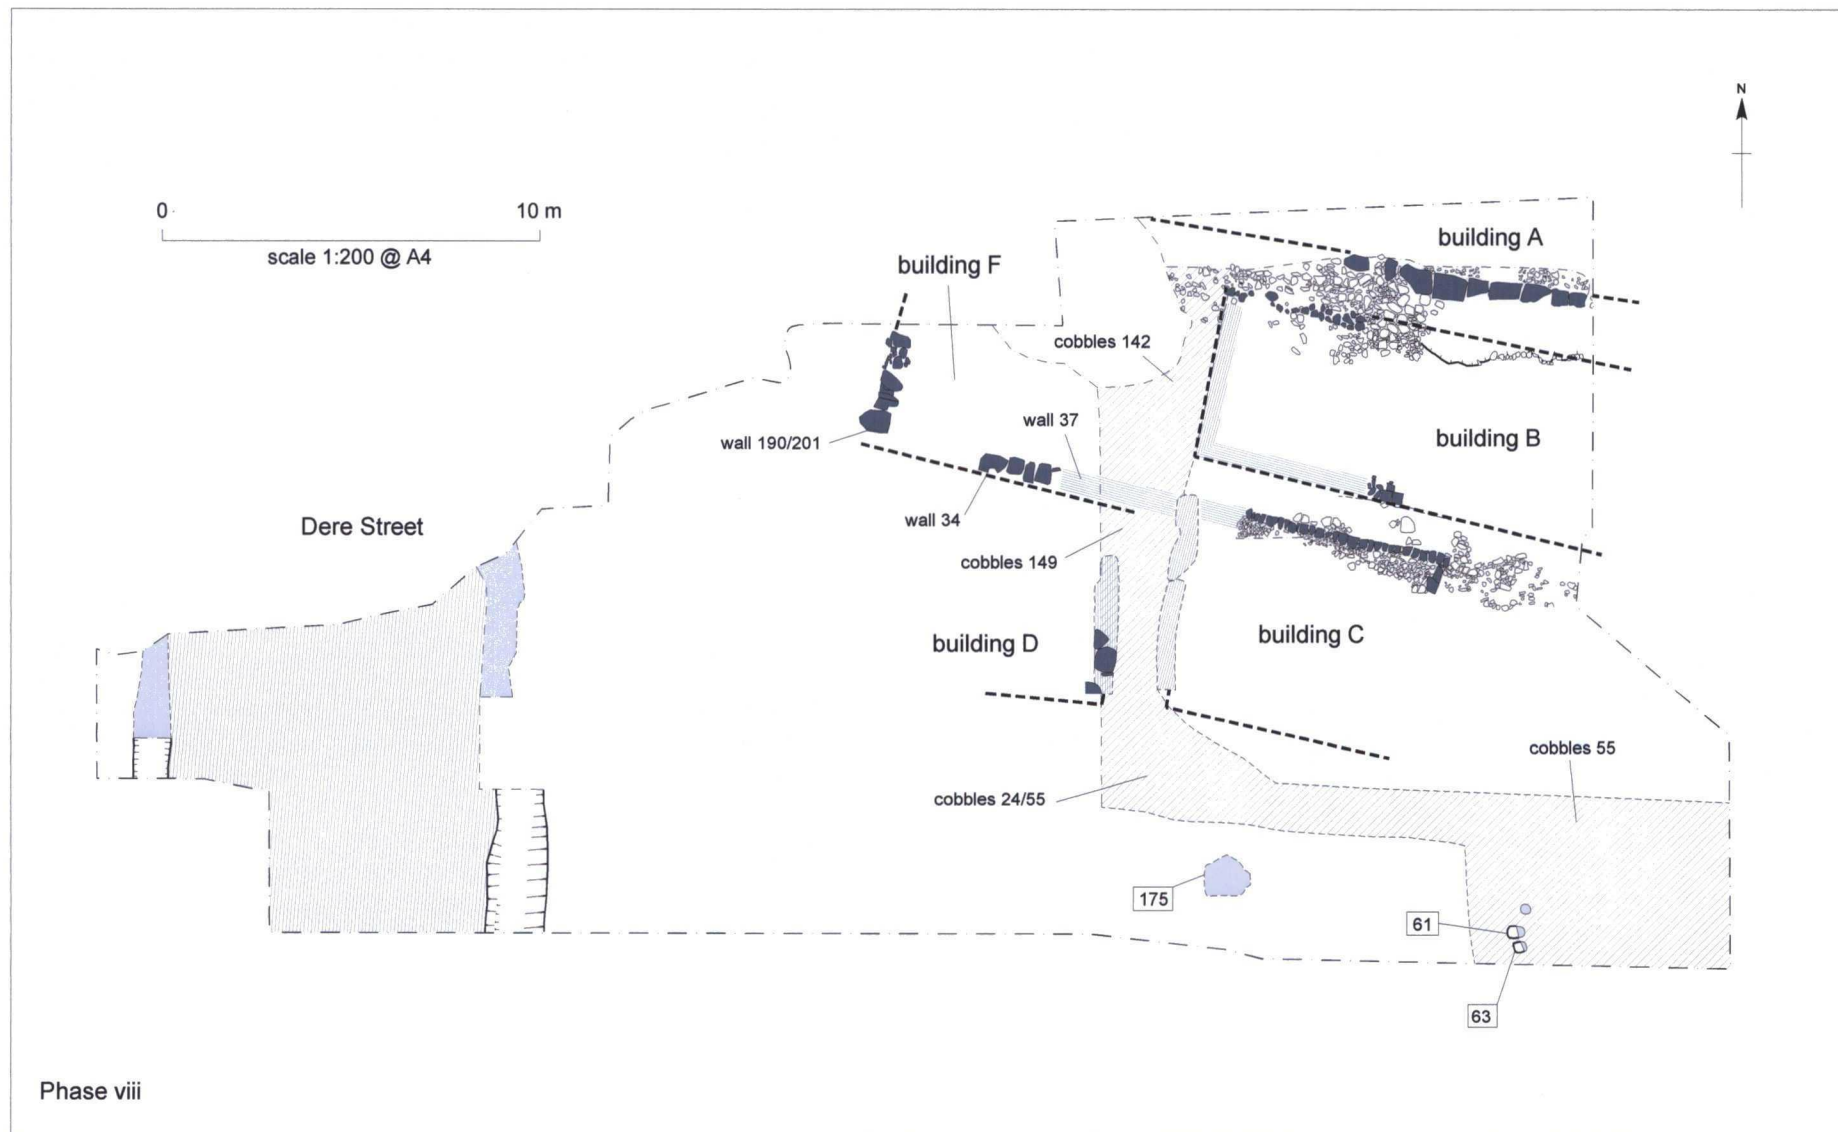 N
0
10 m
scale 1:200 @ A4
building A
building F
cobbles 142
wall 37
wall 190/201
building B
wall 34
Dere Street
cobbles 149
building D
building C
cobbles 55
cobbles 24/55
175
61
63
Phase viii